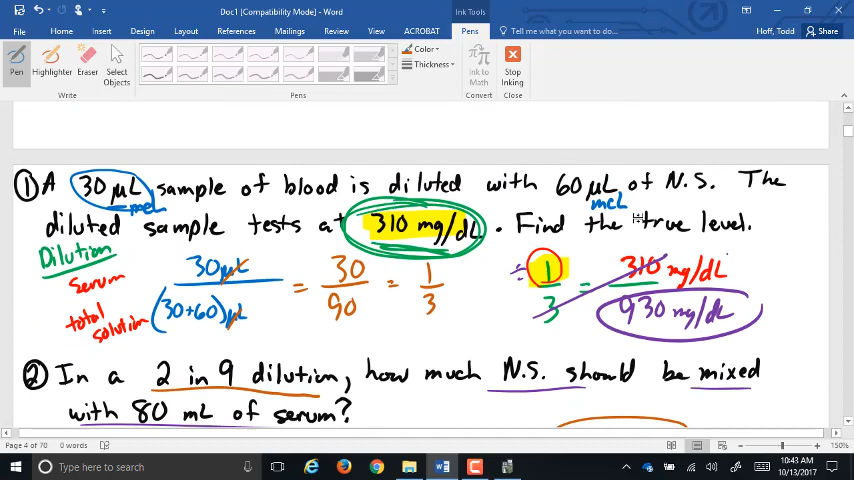 Doc1 [Compatibility Mode] - Word
Ink Tools
Hoff, Todd
File Home Insert Draw Design Layout References Mailings Review View ACROBAT Pens Tell me what you want to do... Share
Pen Highlighter Eraser Select Objects
Color
Thickness
Ink to Math
Stop Inking
Write Pens Convert Close
① A 30 µL sample of blood is diluted with 60 µL of N.S. The
mcL mcL
diluted sample tests at 310 mg/dL. Find the true level.
Dilution
serum 30 µL = 30 = 1 ÷ 1 = 310 mg/dL
total solution (30+60) µL 90 3 3 930 mg/dL
② In a 2 in 9 dilution, how much N.S. should be mixed
with 80 mL of serum?
Page 4 of 70 0 words 150%
Type here to search
10:43 AM
10/13/2017